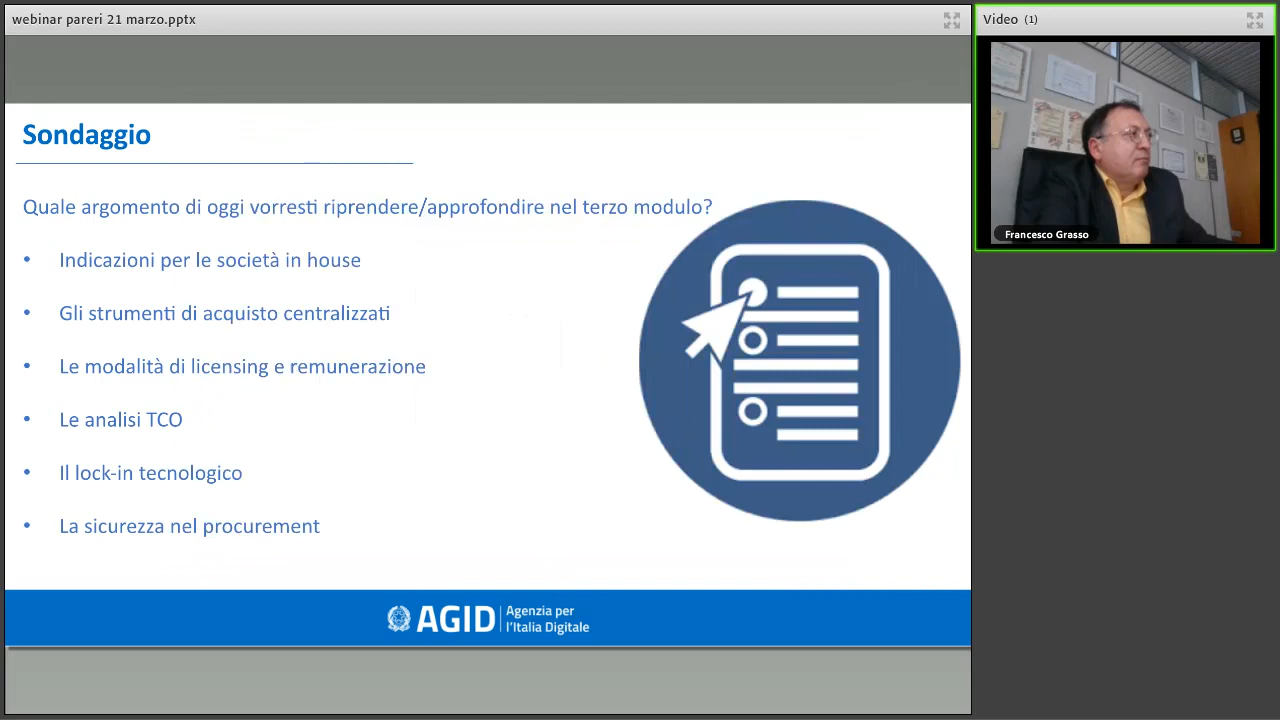 webinar pareri 21 marzo.pptx
Video (1)
Sondaggio
Quale argomento di oggi vorresti riprendere/approfondire nel terzo modulo?
• Indicazioni per le società in house
• Gli strumenti di acquisto centralizzati
• Le modalità di licensing e remunerazione
• Le analisi TCO
• Il lock-in tecnologico
• La sicurezza nel procurement
Francesco Grasso
AGID
Agenzia per
l'Italia Digitale